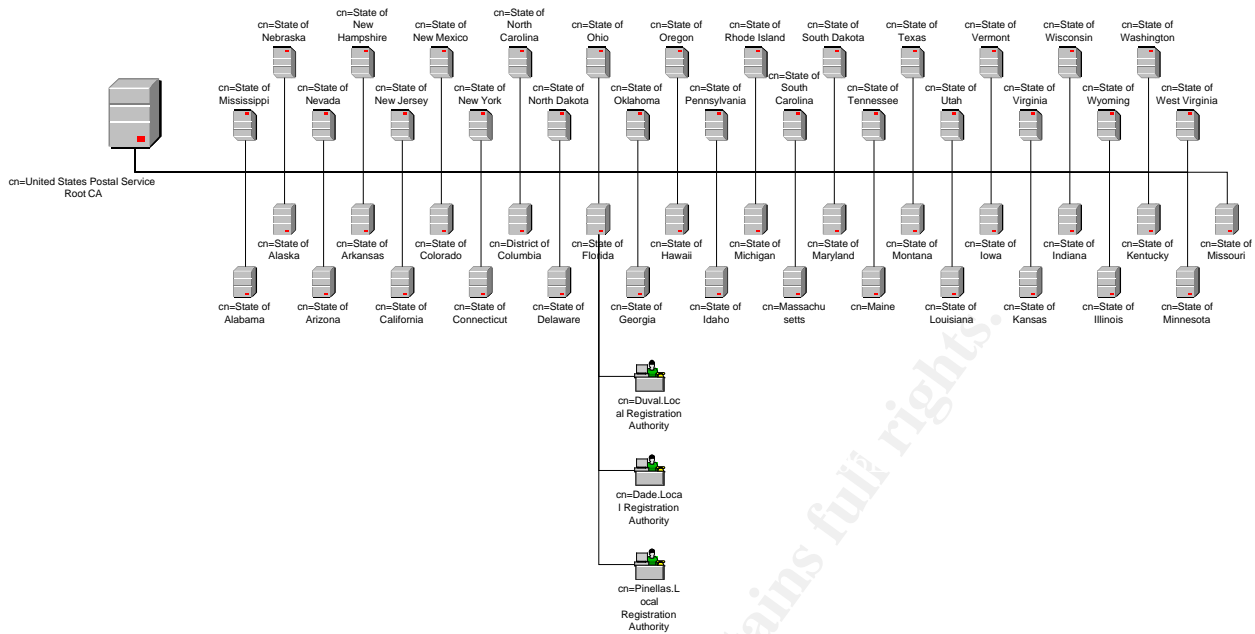 cn=State of
Nebraska
cn=State of
New
Hampshire
cn=State of
New Mexico
cn=State of
North
Carolina
cn=State of
Ohio
cn=State of
Oregon
cn=State of
Rhode Island
cn=State of
South Dakota
cn=State of
Texas
cn=State of
Vermont
cn=State of
Wisconsin
cn=State of
Washington
cn=State of
Mississippi
cn=State of
Nevada
cn=State of
New Jersey
cn=State of
New York
cn=State of
North Dakota
cn=State of
Oklahoma
cn=State of
Pennsylvania
cn=State of
South
Carolina
cn=State of
Tennessee
cn=State of
Utah
cn=State of
Virginia
cn=State of
Wyoming
cn=State of
West Virginia
cn=United States Postal Service
Root CA
cn=State of
Alaska
cn=State of
Arkansas
cn=State of
Colorado
cn=District of
Columbia
cn=State of
Florida
cn=State of
Hawaii
cn=State of
Michigan
cn=State of
Maryland
cn=State of
Montana
cn=State of
Iowa
cn=State of
Indiana
cn=State of
Kentucky
cn=State of
Missouri
cn=State of
Alabama
cn=State of
Arizona
cn=State of
California
cn=State of
Connecticut
cn=State of
Delaware
cn=State of
Georgia
cn=State of
Idaho
cn=Massachu
setts
cn=Maine
cn=State of
Louisiana
cn=State of
Kansas
cn=State of
Illinois
cn=State of
Minnesota
cn=Duval.Loc
al Registration
Authority
cn=Dade.Loca
l Registration
Authority
cn=Pinellas.L
ocal
Registration
Authority
tains full rights.